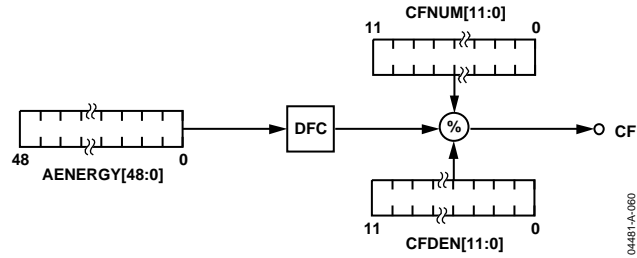 CFNUM[11:0]
11 0
DFC
%
CF
48 0
AENERGY[48:0]
11 0
CFDEN[11:0]
04481-A-060